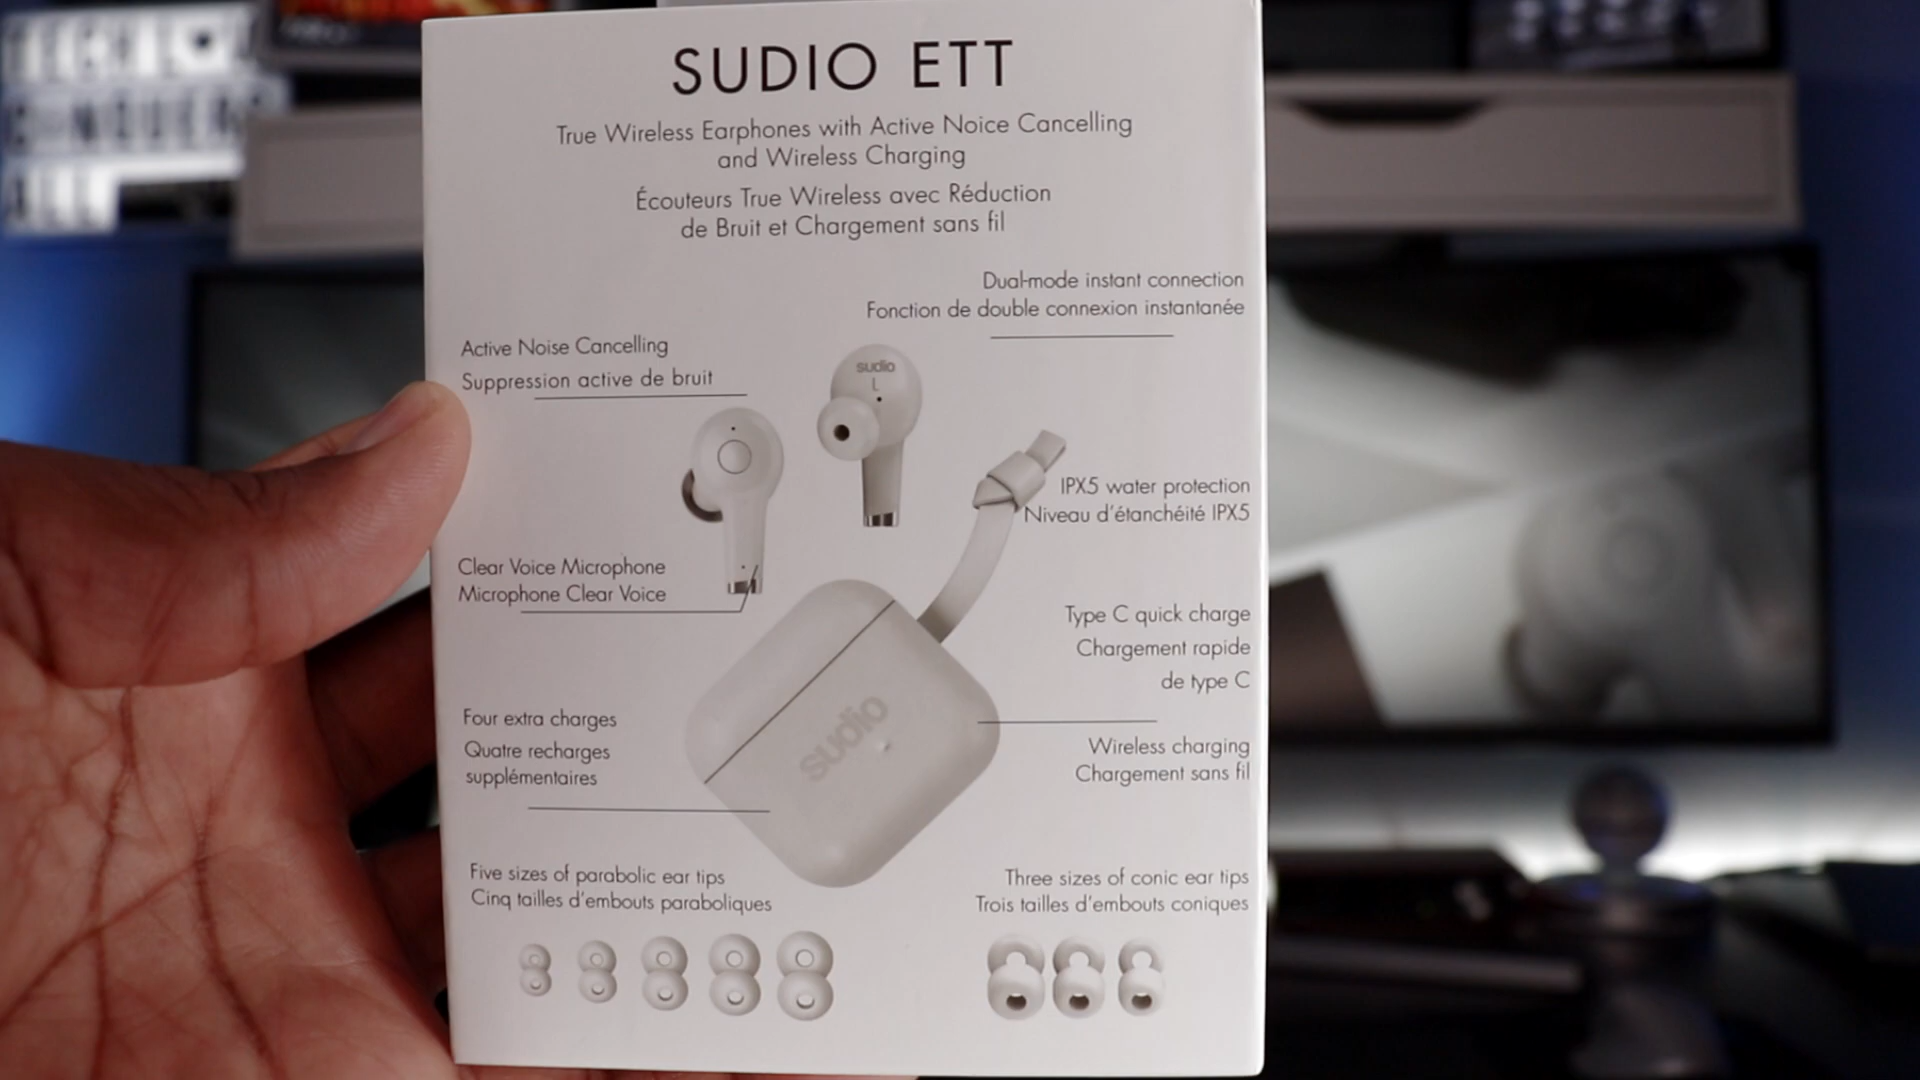 SUDIO ETT
True Wireless Earphones with Active Noice Cancelling
and Wireless Charging
Écouteurs True Wireless avec Réduction
de Bruit et Chargement sans fil
Dual-mode instant connection
Fonction de double connexion instantanée
Active Noise Cancelling
Suppression active de bruit
sudio
L
IPX5 water protection
Niveau d'étanchéité IPX5
Clear Voice Microphone
Microphone Clear Voice
Type C quick charge
Chargement rapide
de type C
sudio
Four extra charges
Quatre recharges
supplémentaires
Wireless charging
Chargement sans fil
Five sizes of parabolic ear tips
Cinq tailles d'embouts paraboliques
Three sizes of conic ear tips
Trois tailles d'embouts coniques